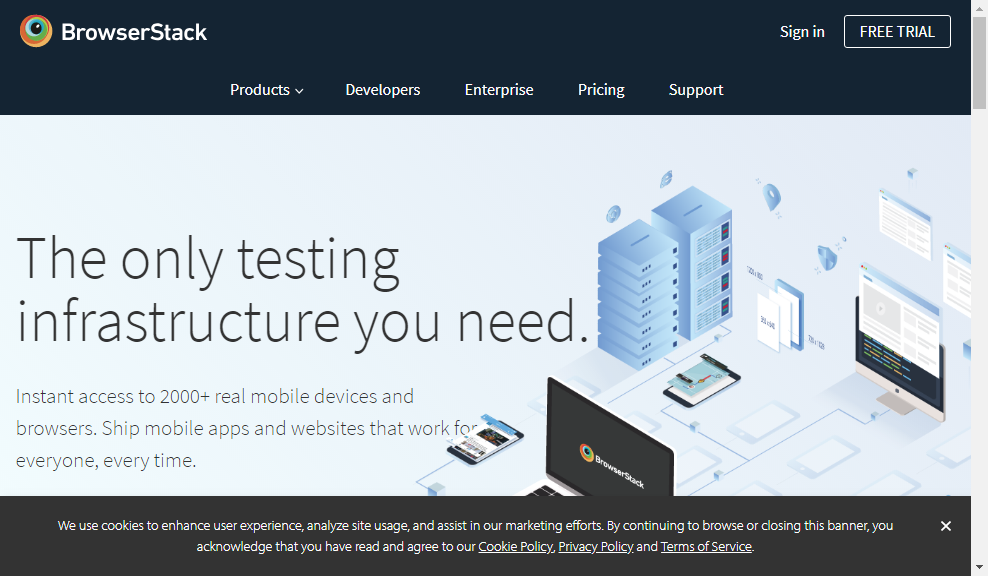 BrowserStack
Sign in
FREE TRIAL
Products
Developers
Enterprise
Pricing
Support
The only testing
infrastructure you need.
Instant access to 2000+ real mobile devices and
browsers. Ship mobile apps and websites that work for
everyone, every time.
BrowserStack
We use cookies to enhance user experience, analyze site usage, and assist in our marketing efforts. By continuing to browse or closing this banner, you
acknowledge that you have read and agree to our Cookie Policy, Privacy Policy and Terms of Service.